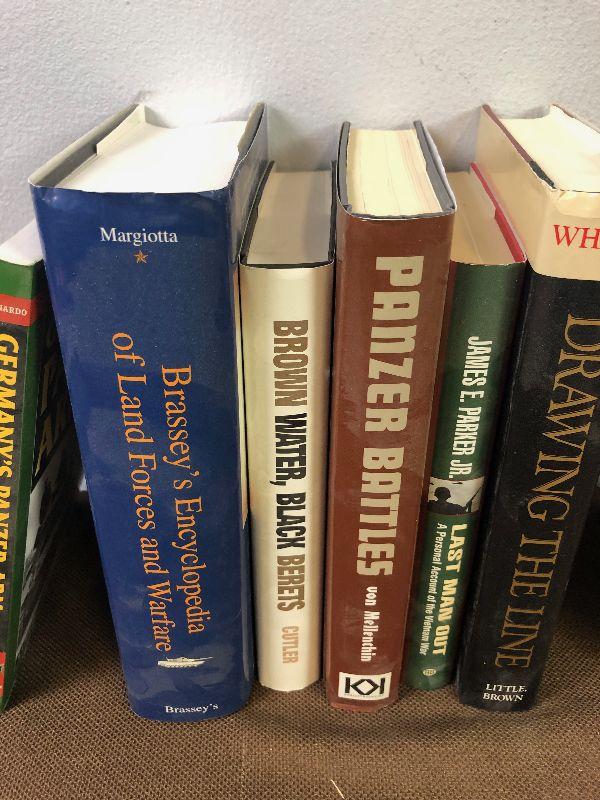 NARDO
GERMANY'S PANZER
Margiotta
Brassey's Encyclopedia
of Land Forces and Warfare
Brassey's
BROWN WATER, BLACK BERETS
CUTLER
PANZER BATTLES
von Mellenthin
JAMES E. PARKER JR.
LAST MAN OUT
A Personal Account of the Vietnam War
WH
DRAWING THE LINE
LITTLE,
BROWN